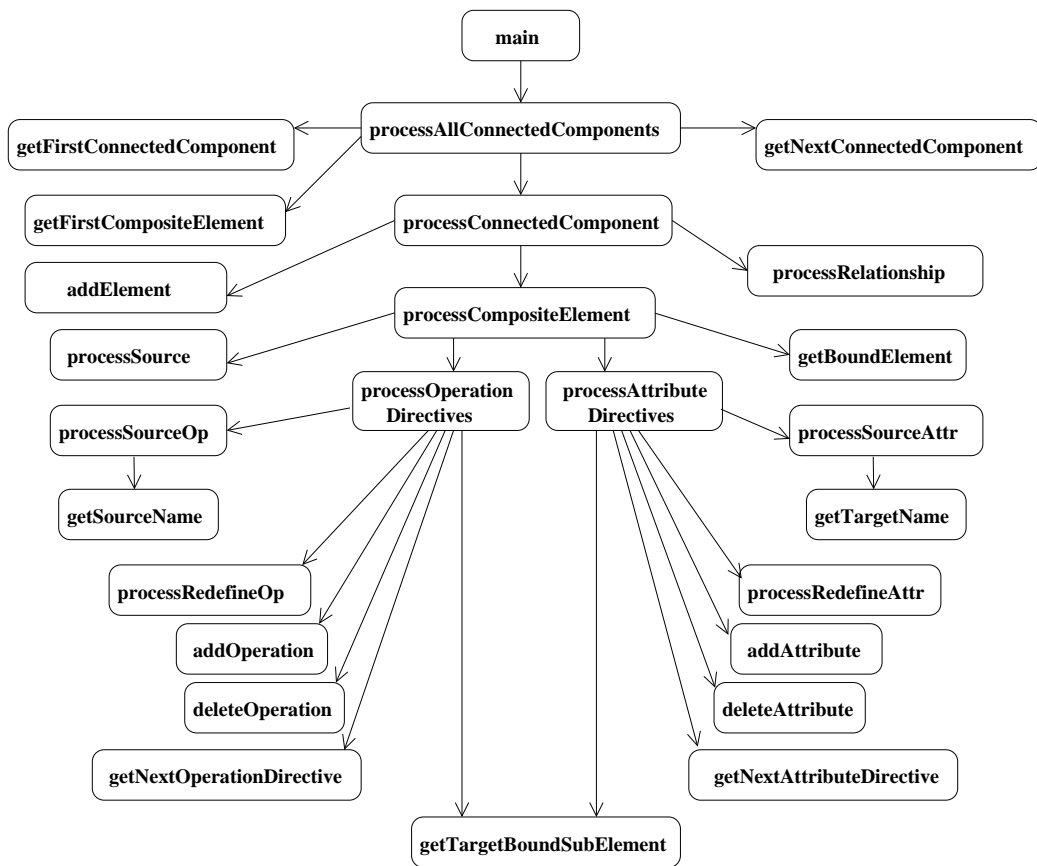 main
processAllConnectedComponents
getFirstConnectedComponent
getNextConnectedComponent
getFirstCompositeElement
processConnectedComponent
addElement
processRelationship
processCompositeElement
processSource
getBoundElement
processOperation
Directives
processAttribute
Directives
processSourceOp
processSourceAttr
getSourceName
getTargetName
processRedefineOp
processRedefineAttr
addOperation
addAttribute
deleteOperation
deleteAttribute
getNextOperationDirective
getNextAttributeDirective
getTargetBoundSubElement